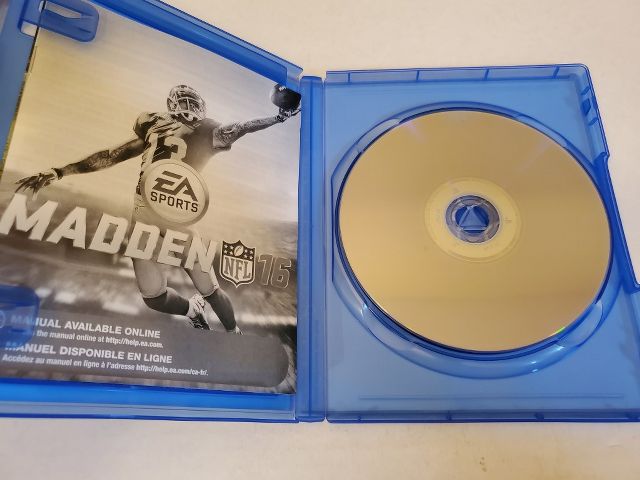 EA
SPORTS
MADDEN
NFL
16
MANUAL AVAILABLE ONLINE
the manual online at http://help.ea.com.
MANUEL DISPONIBLE EN LIGNE
Accédez au manuel en ligne à l'adresse http://help.ea.com/ca-fr/.